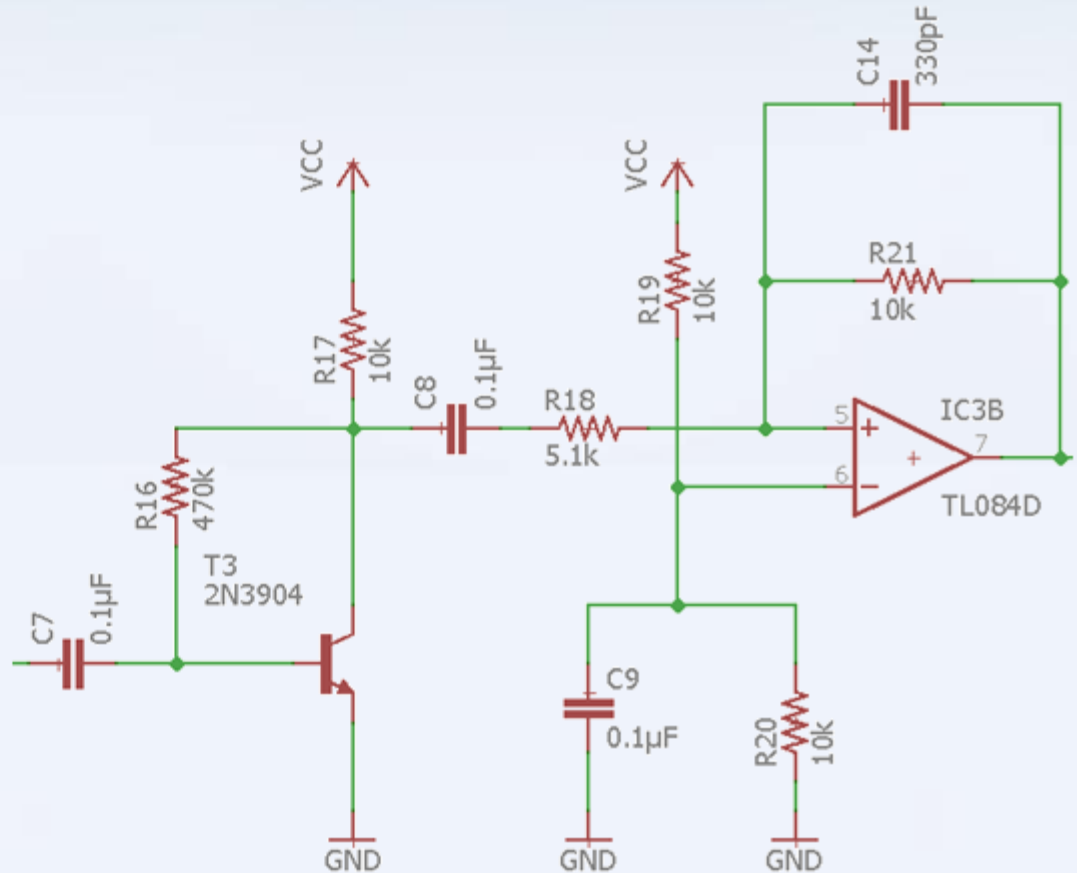 C14
330pF
VCC
VCC
R21
10k
R19
10k
R17
10k
C8
0.1µF
R18
5.1k
5
+
IC3B
7
+
6
−
TL084D
R16
470k
T3
2N3904
C7
0.1µF
C9
0.1µF
R20
10k
GND
GND
GND